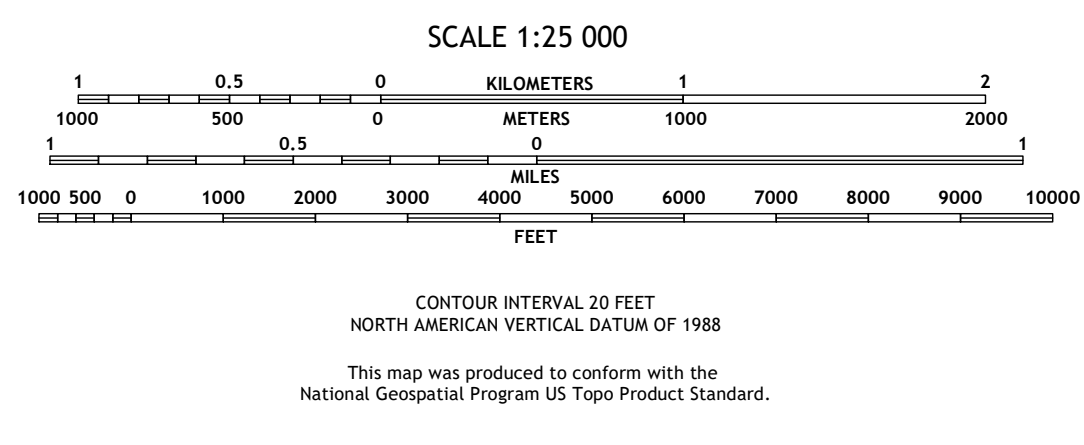 SCALE 1:25 000
1 0.5 0 KILOMETERS 1 2
1000 500 0 METERS 1000 2000
1 0.5 0 1
MILES
1000 500 0 1000 2000 3000 4000 5000 6000 7000 8000 9000 10000
FEET
CONTOUR INTERVAL 20 FEET
NORTH AMERICAN VERTICAL DATUM OF 1988
This map was produced to conform with the
National Geospatial Program US Topo Product Standard.